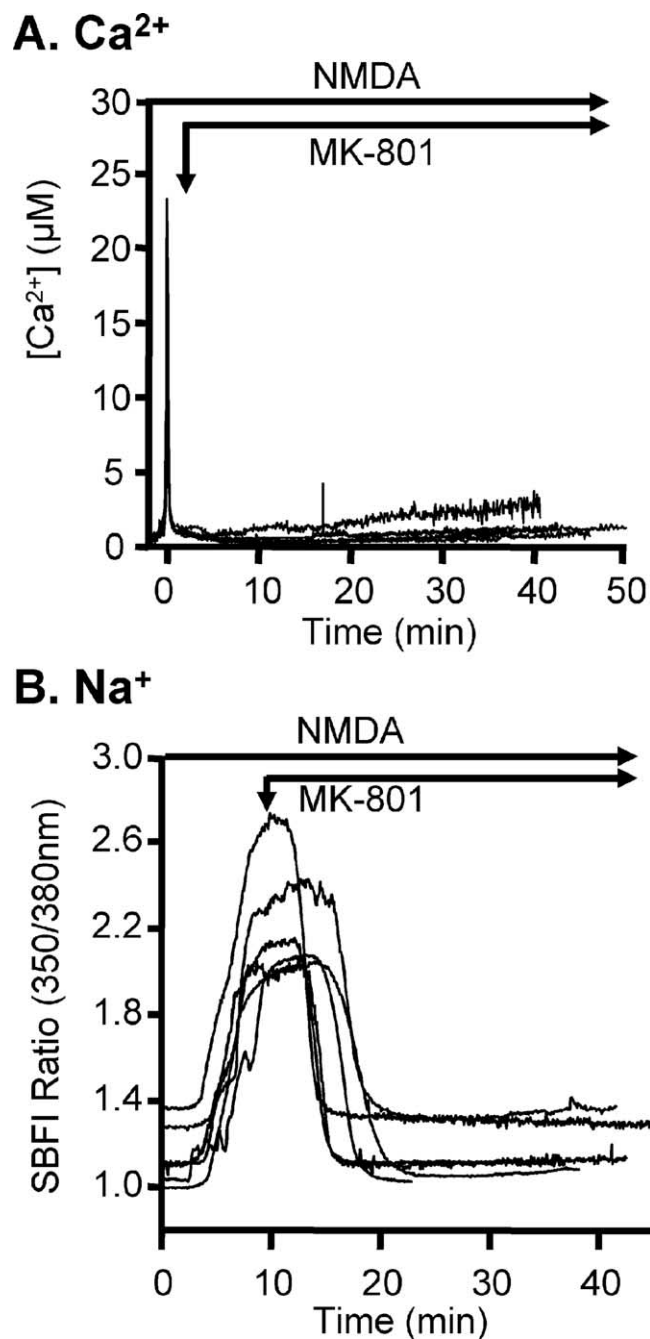 A. Ca²⁺
NMDA
MK-801
30
25
20
15
10
5
0
[Ca²⁺] (µM)
0 10 20 30 40 50
Time (min)
B. Na⁺
NMDA
MK-801
3.0
2.6
2.2
1.8
1.4
1.0
SBFI Ratio (350/380nm)
0 10 20 30 40
Time (min)